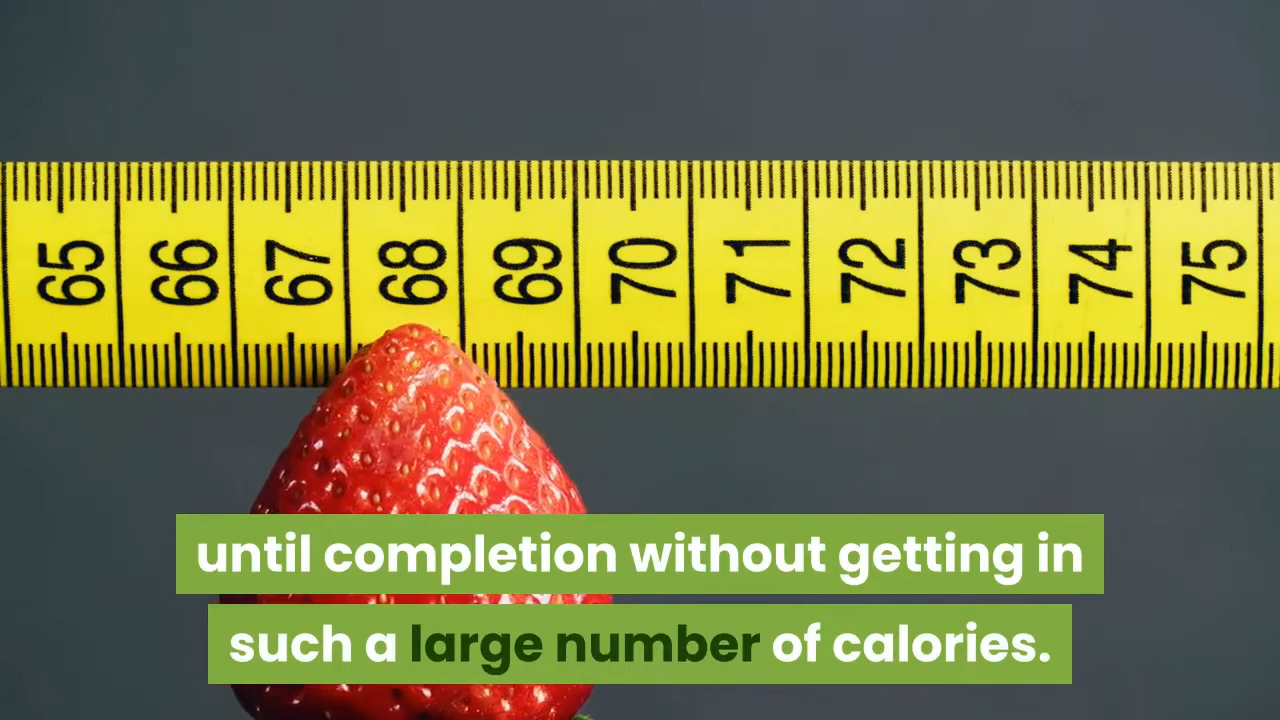 65 66 67 68 69 70 71 72 73 74 75
until completion without getting in
such a large number of calories.